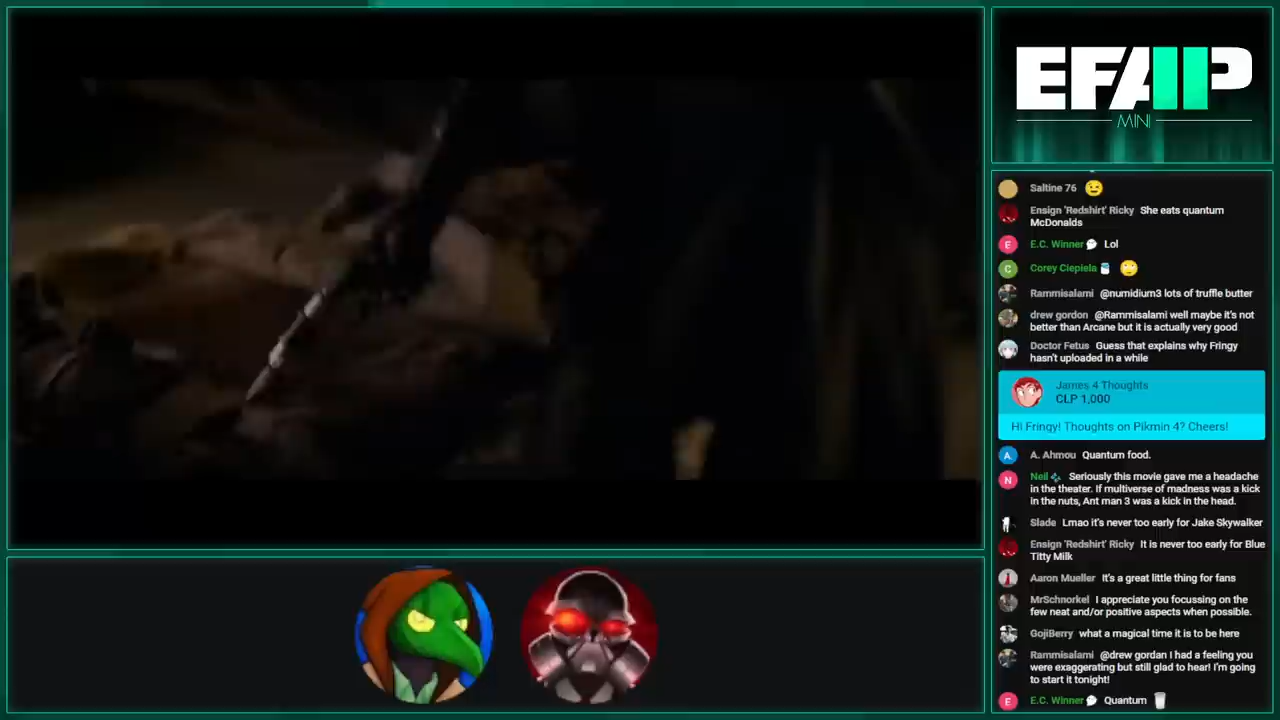 EFAP
MINI
Saltine 76 😉
Ensign 'Redshirt' Ricky She eats quantum
McDonalds
E.C. Winner Lol
Corey Ciepiela 🙄
Rammisalami @numidium3 lots of truffle butter
drew gordon @Rammisalami well maybe it's not
better than Arcane but it is actually very good
Doctor Fetus Guess that explains why Fringy
hasn't uploaded in a while
James 4 Thoughts
CLP 1,000
Hi Fringy! Thoughts on Pikmin 4? Cheers!
A. Ahmou Quantum food.
Neil Seriously this movie gave me a headache
in the theater. If multiverse of madness was a kick
in the nuts, Ant man 3 was a kick in the head.
Slade Lmao it's never too early for Jake Skywalker
Ensign 'Redshirt' Ricky It is never too early for Blue
Titty Milk
Aaron Mueller It's a great little thing for fans
MrSchnorkel I appreciate you focussing on the
few neat and/or positive aspects when possible.
GojiBerry what a magical time it is to be here
Rammisalami @drew gordan I had a feeling you
were exaggerating but still glad to hear! I'm going
to start it tonight!
E.C. Winner Quantum 🥛